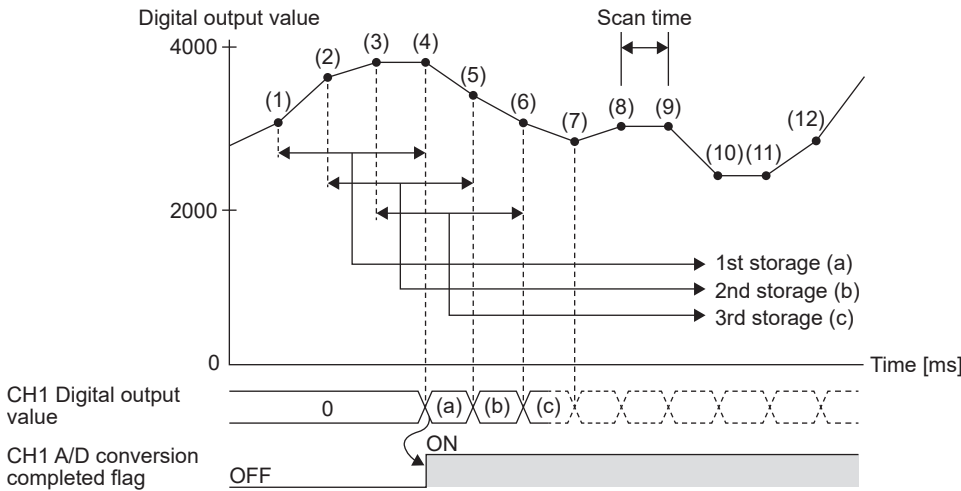 Digital output value
Scan time
4000
(1)
(2)
(3)
(4)
(5)
(6)
(7)
(8)
(9)
(10)
(11)
(12)
2000
1st storage (a)
2nd storage (b)
3rd storage (c)
0
Time [ms]
CH1 Digital output
value
0
(a)
(b)
(c)
CH1 A/D conversion
completed flag
OFF
ON